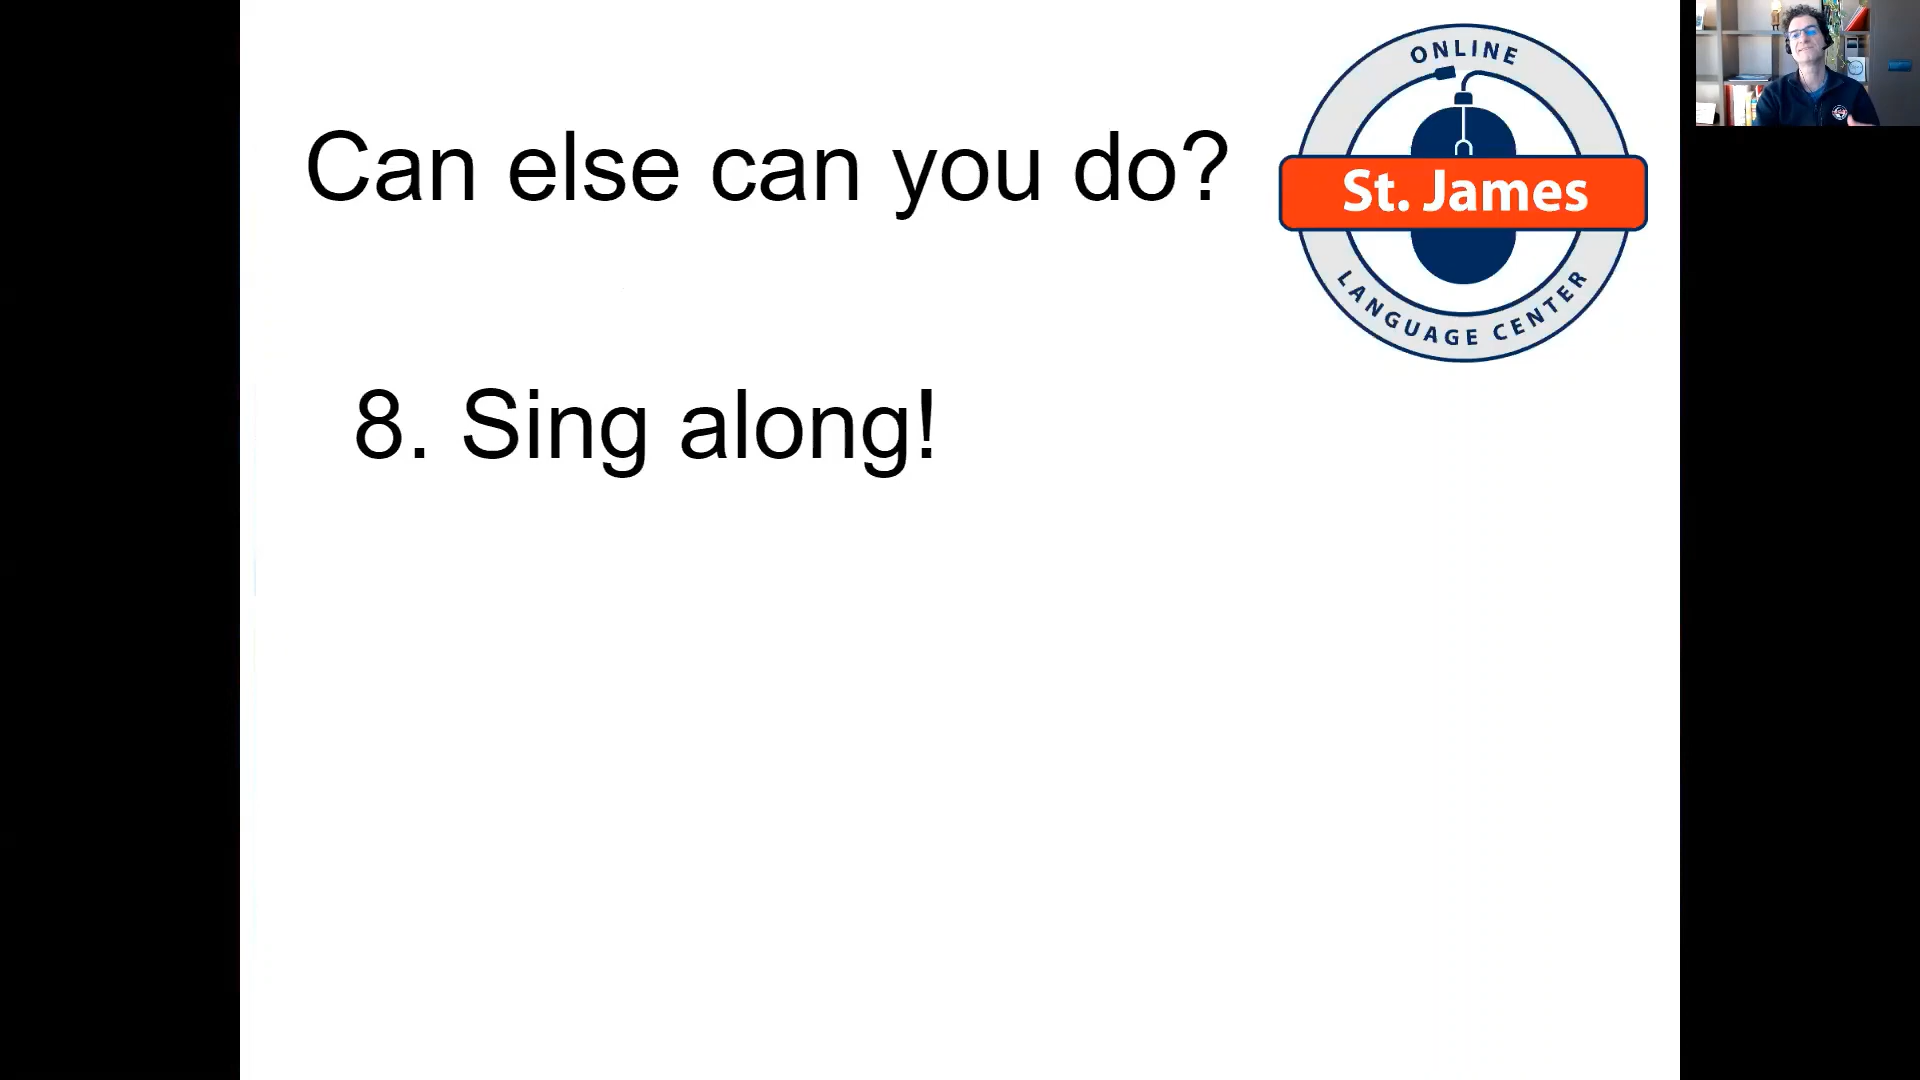 Can else can you do?
ONLINE
St. James
LANGUAGE CENTER
8. Sing along!